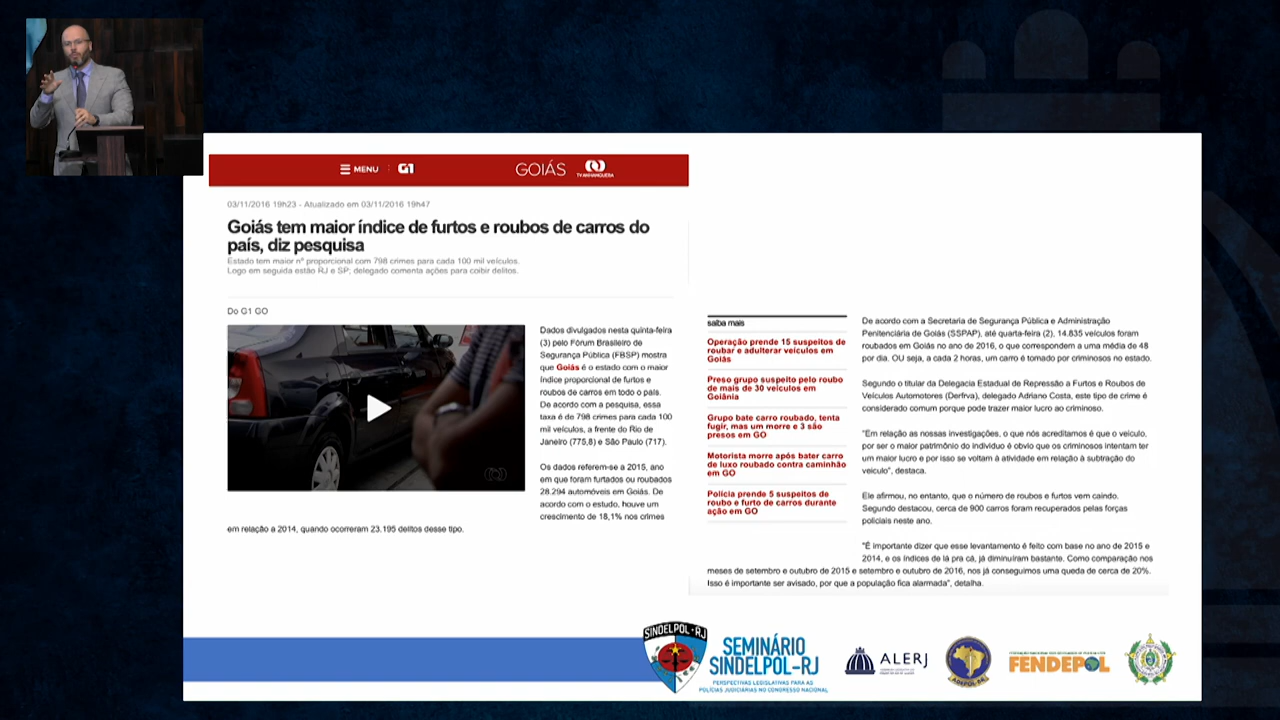 MENU
G1
GOIÁS
TV ANHANGUERA
03/11/2016 19h23 - Atualizado em 03/11/2016 19h47
Goiás tem maior índice de furtos e roubos de carros do
país, diz pesquisa
Estado tem maior nº proporcional com 798 crimes para cada 100 mil veículos.
Logo em seguida estão RJ e SP; delegado comenta ações para coibir delitos.
Do G1 GO
Dados divulgados nesta quinta-feira
(3) pelo Fórum Brasileiro de
Segurança Pública (FBSP) mostra
que Goiás é o estado com o maior
índice proporcional de furtos e
roubos de carros em todo o país.
De acordo com a pesquisa, essa
taxa é de 798 crimes para cada 100
mil veículos, a frente do Rio de
Janeiro (775,8) e São Paulo (717).
Os dados referem-se a 2015, ano
em que foram furtados ou roubados
28.294 automóveis em Goiás. De
acordo com o estudo, houve um
crescimento de 18,1% nos crimes
em relação a 2014, quando ocorreram 23.195 delitos desse tipo.
saiba mais
Operação prende 15 suspeitos de
roubar e adulterar veículos em
Goiás
Preso grupo suspeito pelo roubo
de mais de 30 veículos em
Goiânia
Grupo bate carro roubado, tenta
fugir, mas um morre e 3 são
presos em GO
Motorista morre após bater carro
de luxo roubado contra caminhão
em GO
Polícia prende 5 suspeitos de
roubo e furto de carros durante
ação em GO
De acordo com a Secretaria de Segurança Pública e Administração
Penitenciária de Goiás (SSPAP), até quarta-feira (2), 14.835 veículos foram
roubados em Goiás no ano de 2016, o que correspondem a uma média de 48
por dia. OU seja, a cada 2 horas, um carro é tomado por criminosos no estado.
Segundo o titular da Delegacia Estadual de Repressão a Furtos e Roubos de
Veículos Automotores (Derfrva), delegado Adriano Costa, este tipo de crime é
considerado comum porque pode trazer maior lucro ao criminoso.
"Em relação as nossas investigações, o que nós acreditamos é que o veículo,
por ser o maior patrimônio do indivíduo é obvio que os criminosos intentam ter
um maior lucro e por isso se voltam à atividade em relação à subtração do
veículo", destaca.
Ele afirmou, no entanto, que o número de roubos e furtos vem caindo.
Segundo destacou, cerca de 900 carros foram recuperados pelas forças
policiais neste ano.
"É importante dizer que esse levantamento é feito com base no ano de 2015 e
2014, e os índices de lá pra cá, já diminuíram bastante. Como comparação nos
meses de setembro e outubro de 2015 e setembro e outubro de 2016, nos já conseguimos uma queda de cerca de 20%.
Isso é importante ser avisado, por que a população fica alarmada", detalha.
SINDELPOL-RJ
SEMINÁRIO
SINDELPOL-RJ
PERSPECTIVAS LEGISLATIVAS PARA AS
POLÍCIAS JUDICIÁRIAS NO CONGRESSO NACIONAL
ALERJ
FENDEPOL